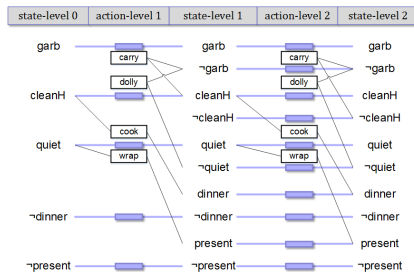 state-level 0 action-level 1 state-level 1 action-level 2 state-level 2
garb garb garb
carry carry
¬garb ¬garb
dolly dolly
cleanH cleanH cleanH
¬cleanH ¬cleanH
cook cook
quiet quiet quiet
wrap wrap
¬quiet ¬quiet
dinner dinner
¬dinner ¬dinner ¬dinner
present present
¬present ¬present ¬present